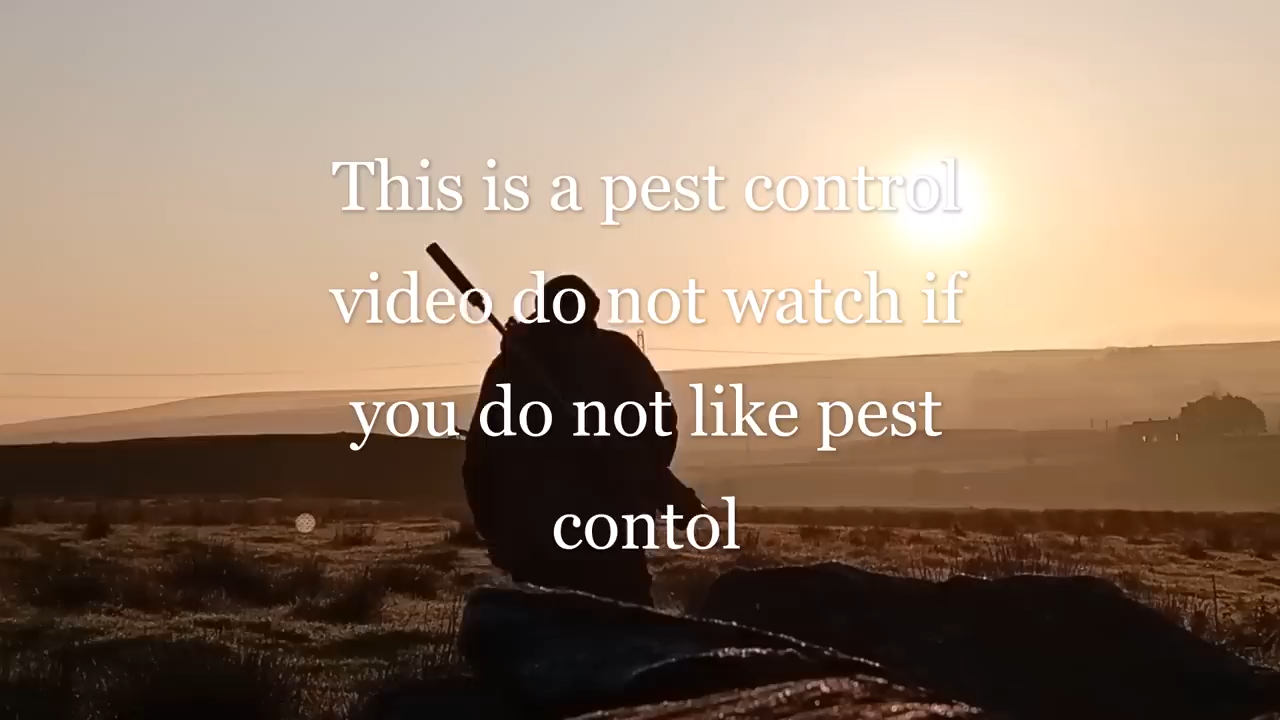 This is a pest control
video do not watch if
you do not like pest
contol